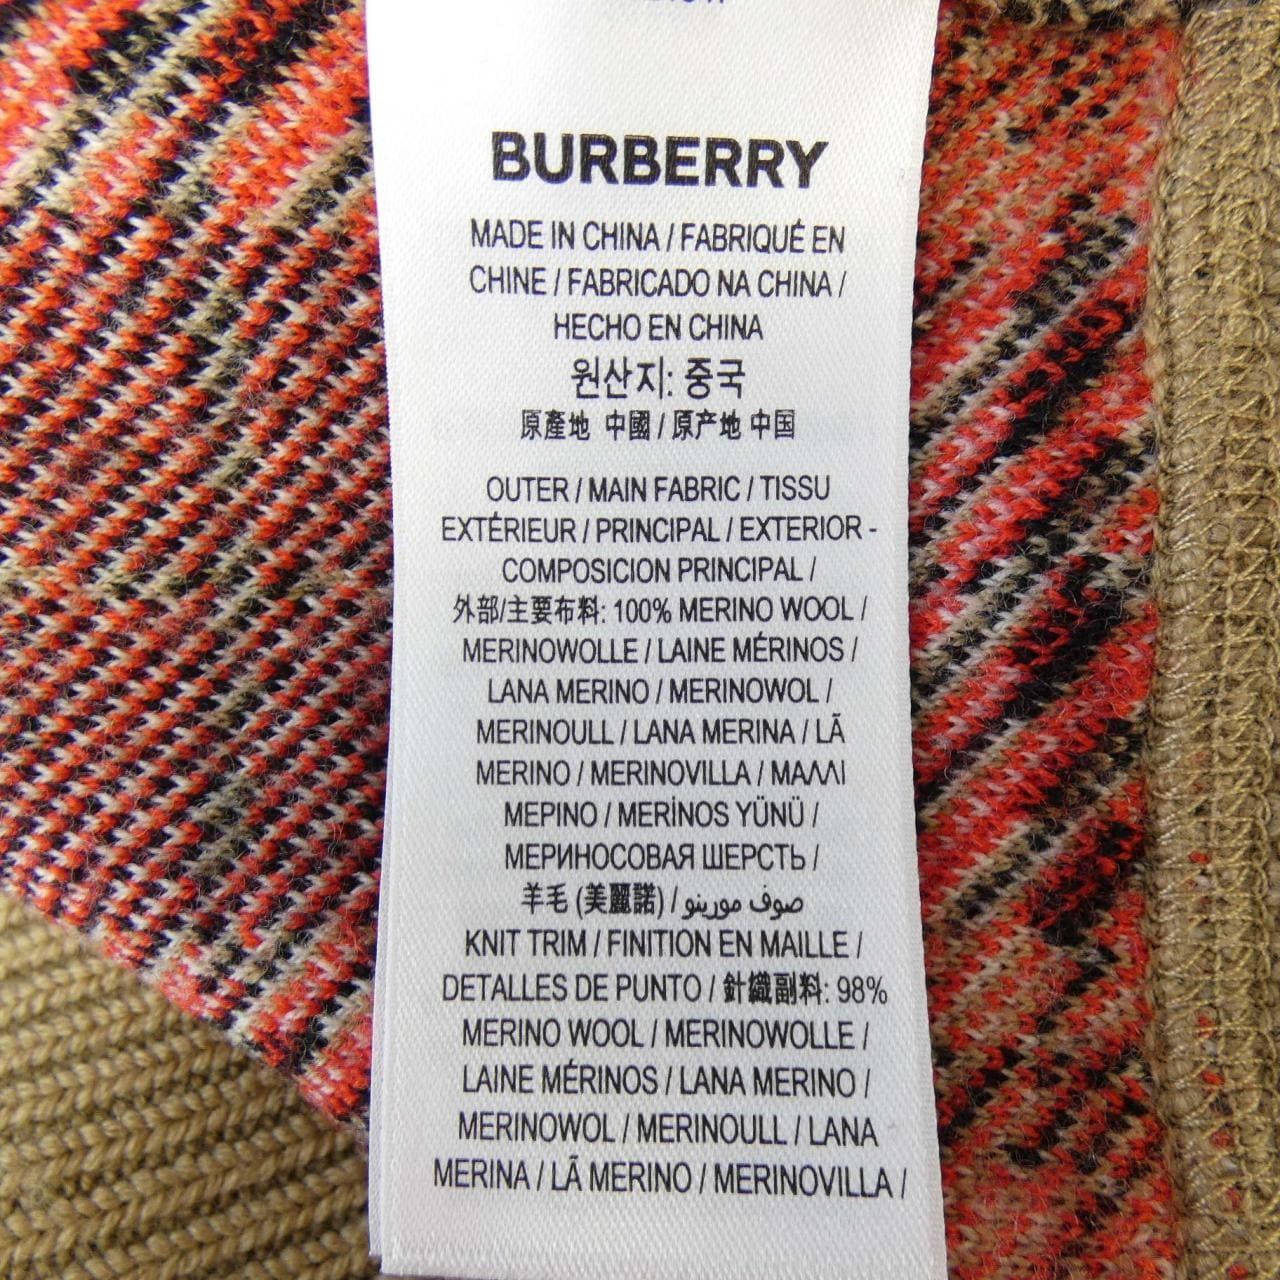 BURBERRY
MADE IN CHINA / FABRIQUÉ EN
CHINE / FABRICADO NA CHINA /
HECHO EN CHINA
원산지: 중국
原產地 中國 / 原产地 中国
OUTER / MAIN FABRIC / TISSU
EXTÉRIEUR / PRINCIPAL / EXTERIOR -
COMPOSICION PRINCIPAL /
外部/主要布料: 100% MERINO WOOL /
MERINOWOLLE / LAINE MÉRINOS /
LANA MERINO / MERINOWOL /
MERINOULL / LANA MERINA / LÃ
MERINO / MERINOVILLA / ΜΑΛΛΙ
ΜΕΡΙΝΟ / MERİNOS YÜNÜ /
МЕРИНОСОВАЯ ШЕРСТЬ /
羊毛 (美麗諾) / صوف مورينو
KNIT TRIM / FINITION EN MAILLE /
DETALLES DE PUNTO / 針織副料: 98%
MERINO WOOL / MERINOWOLLE /
LAINE MÉRINOS / LANA MERINO /
MERINOWOL / MERINOULL / LANA
MERINA / LÃ MERINO / MERINOVILLA /